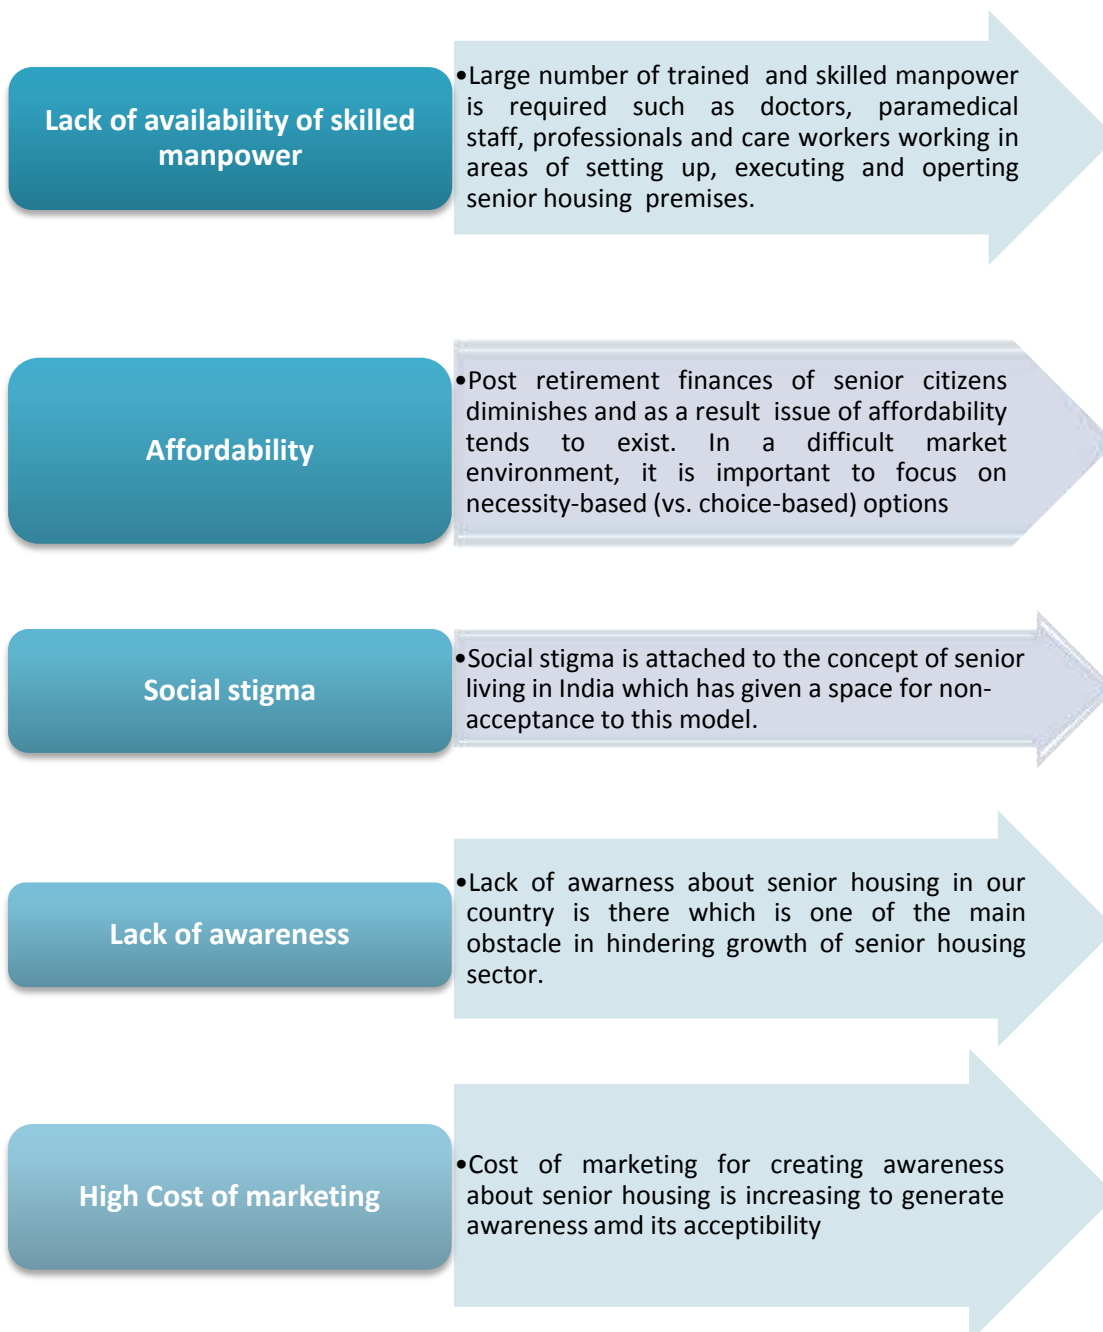 Lack of availability of skilled
manpower
•Large number of trained and skilled manpower
is required such as doctors, paramedical
staff, professionals and care workers working in
areas of setting up, executing and operting
senior housing premises.
Affordability
•Post retirement finances of senior citizens
diminishes and as a result issue of affordability
tends to exist. In a difficult market
environment, it is important to focus on
necessity-based (vs. choice-based) options
Social stigma
•Social stigma is attached to the concept of senior
living in India which has given a space for non-
acceptance to this model.
Lack of awareness
•Lack of awarness about senior housing in our
country is there which is one of the main
obstacle in hindering growth of senior housing
sector.
High Cost of marketing
•Cost of marketing for creating awareness
about senior housing is increasing to generate
awareness amd its acceptibility